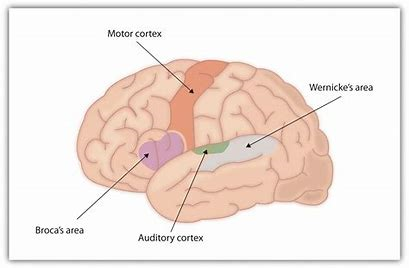 Motor cortex
Wernicke's area
Broca's area
Auditory cortex